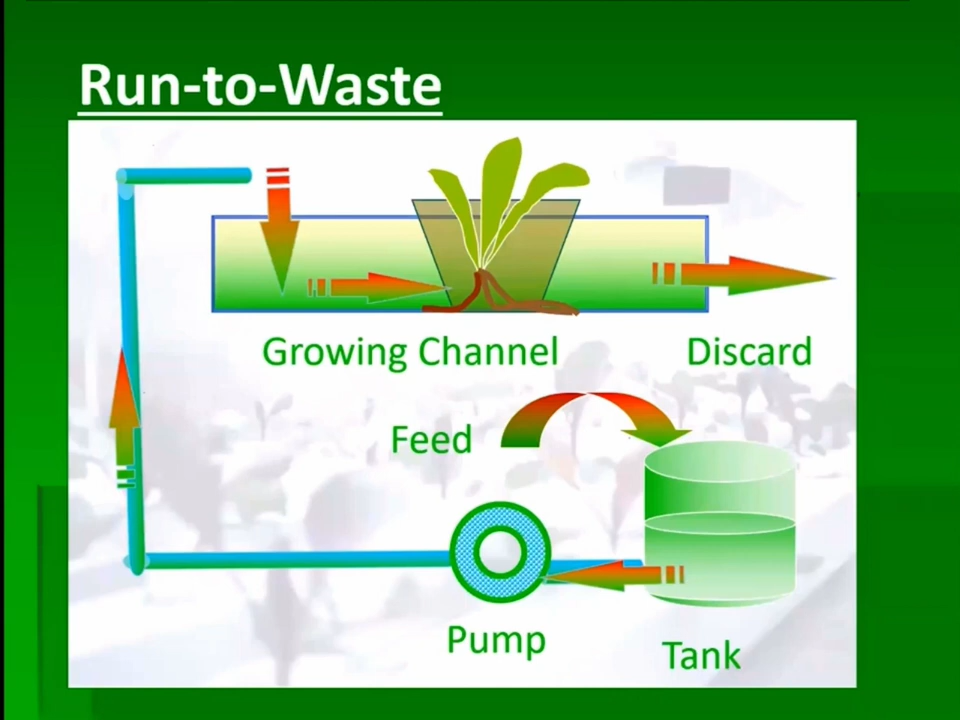 Run-to-Waste
Growing Channel
Discard
Feed
Pump
Tank